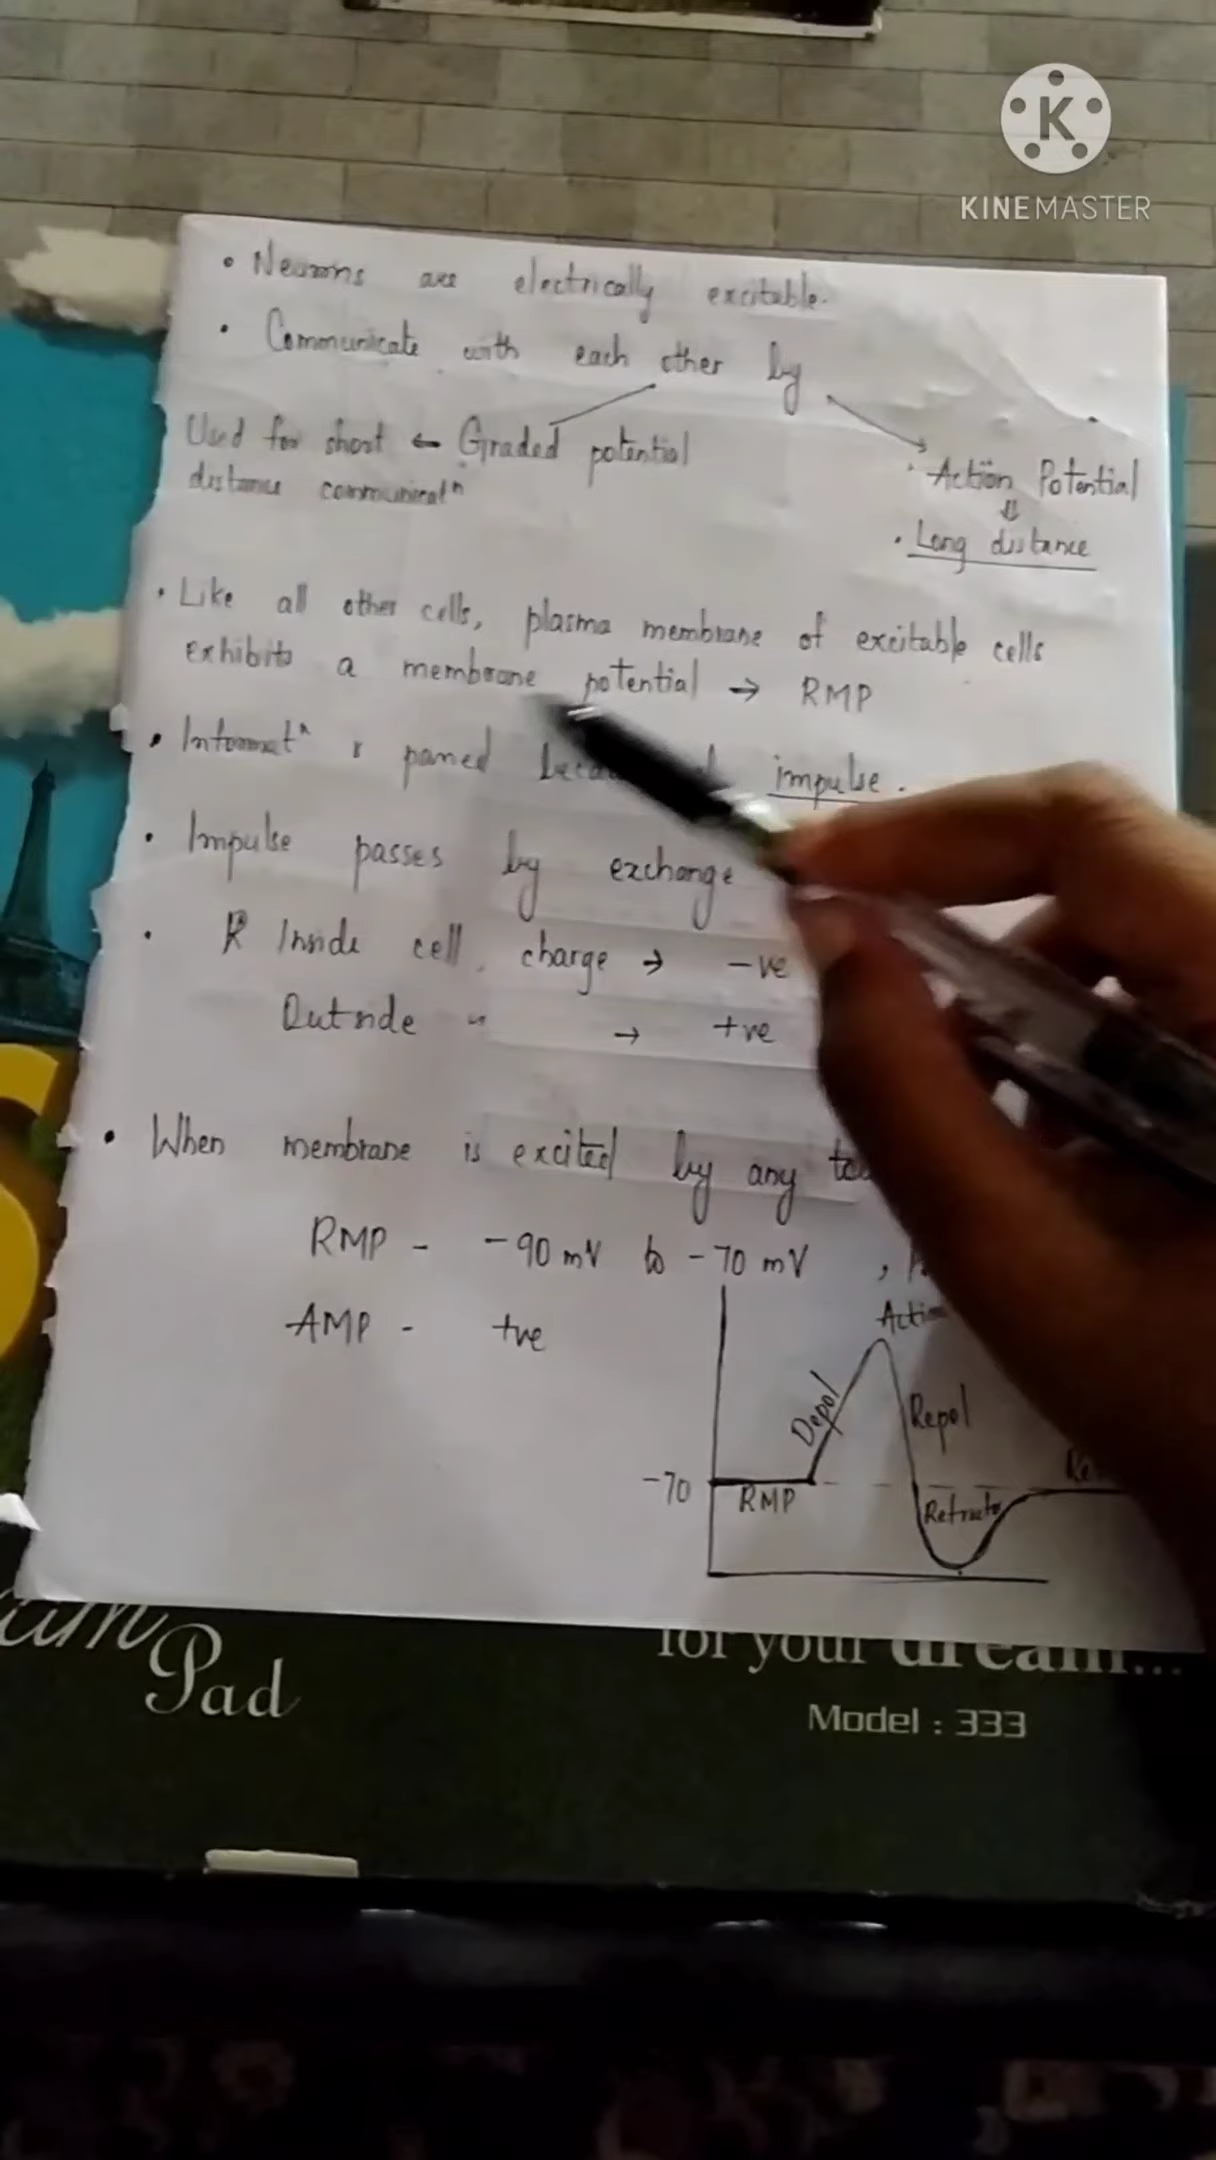 KINEMASTER
• Neurons are electrically excitable.
• Communicate with each other by
Used for short ← Graded potential
distance communicatⁿ
• Action Potential
⇓
• Long distance
• Like all other cells, plasma membrane of excitable cells
exhibits a membrane potential → RMP
• Informatⁿ is passed impulse.
• Impulse passes by exchange
• Inside cell, charge → -ve
Outside " → +ve
• When membrane is excited by any
RMP - -90 mV to -70 mV ,
AMP - +ve
Depol
Repol
-70
RMP
Pad
for your dream...
Model : 333